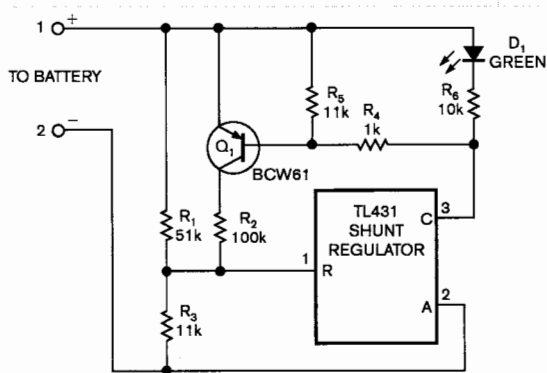 1 +
TO BATTERY
2 −
D1
GREEN
R5
11k
R4
1k
R6
10k
Q1
BCW61
R1
51k
R2
100k
R3
11k
TL431
SHUNT
REGULATOR
C 3
1 R
A 2